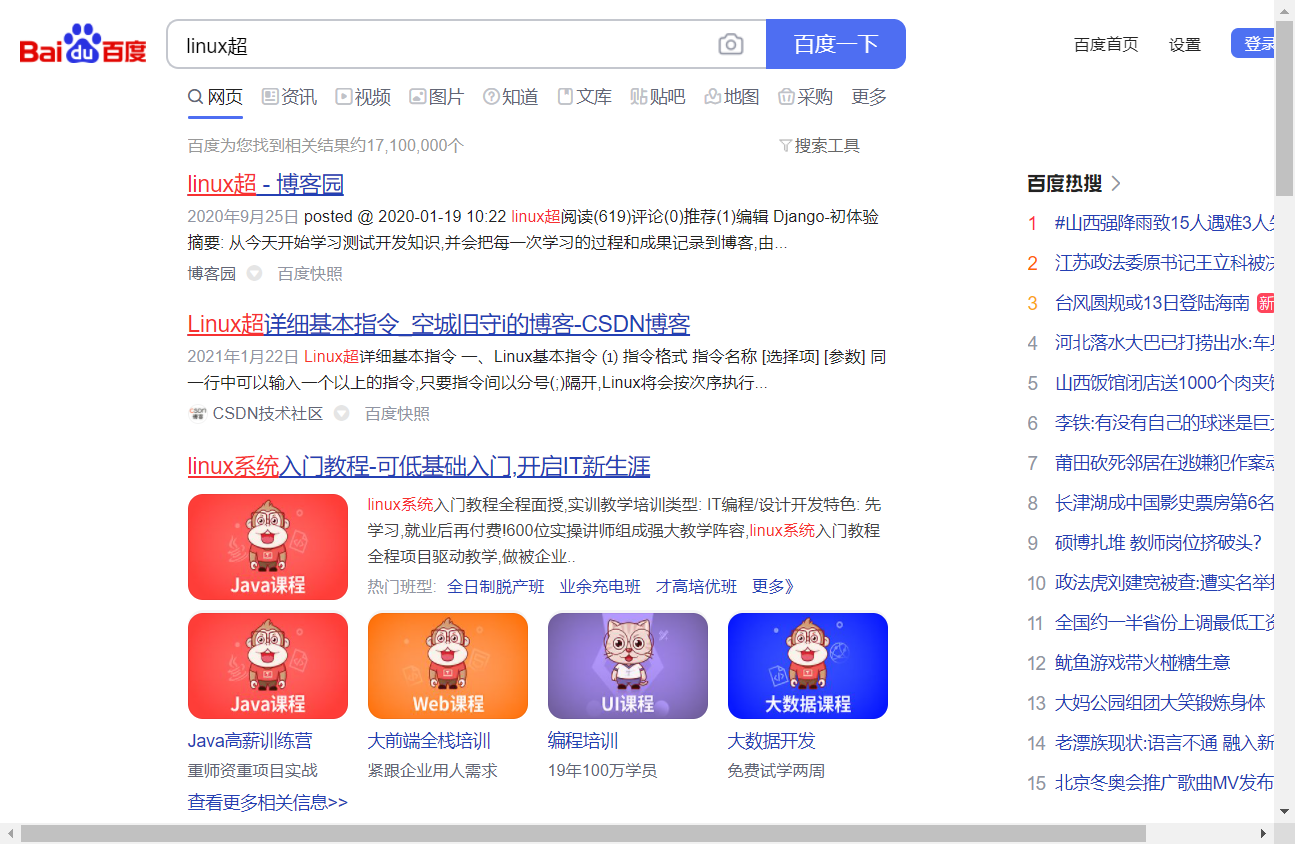 Bai du 百度
linux超
百度一下
百度首页 设置 登录
网页 资讯 视频 图片 知道 文库 贴吧 地图 采购 更多
百度为您找到相关结果约17,100,000个
搜索工具
linux超 - 博客园
2020年9月25日 posted @ 2020-01-19 10:22 linux超阅读(619)评论(0)推荐(1)编辑 Django-初体验
摘要: 从今天开始学习测试开发知识,并会把每一次学习的过程和成果记录到博客,由...
博客园 百度快照
Linux超详细基本指令_空城旧守i的博客-CSDN博客
2021年1月22日 Linux超详细基本指令 一、Linux基本指令 ⑴ 指令格式 指令名称 [选择项] [参数] 同
一行中可以输入一个以上的指令,只要指令间以分号(;)隔开,Linux将会按次序执行...
CSDN技术社区 百度快照
linux系统入门教程-可低基础入门,开启IT新生涯
Java课程
linux系统入门教程全程面授,实训教学培训类型: IT编程/设计开发特色: 先
学习,就业后再付费!600位实操讲师组成强大教学阵容,linux系统入门教程
全程项目驱动教学,做被企业..
热门班型: 全日制脱产班 业余充电班 才高培优班 更多》
Java课程 Web课程 UI课程 大数据课程
Java高薪训练营 大前端全栈培训 编程培训 大数据开发
重师资重项目实战 紧跟企业用人需求 19年100万学员 免费试学两周
查看更多相关信息>>
百度热搜
1 #山西强降雨致15人遇难3人
2 江苏政法委原书记王立科被
3 台风圆规或13日登陆海南 新
4 河北落水大巴已打捞出水:车
5 山西饭馆闭店送1000个肉夹
6 李铁:有没有自己的球迷是巨
7 莆田砍死邻居在逃嫌犯作案
8 长津湖成中国影史票房第6名
9 硕博扎堆 教师岗位挤破头?
10 政法虎刘建宽被查:遭实名举
11 全国约一半省份上调最低工
12 鱿鱼游戏带火椪糖生意
13 大妈公园组团大笑锻炼身体
14 老漂族现状:语言不通 融入新
15 北京冬奥会推广歌曲MV发布